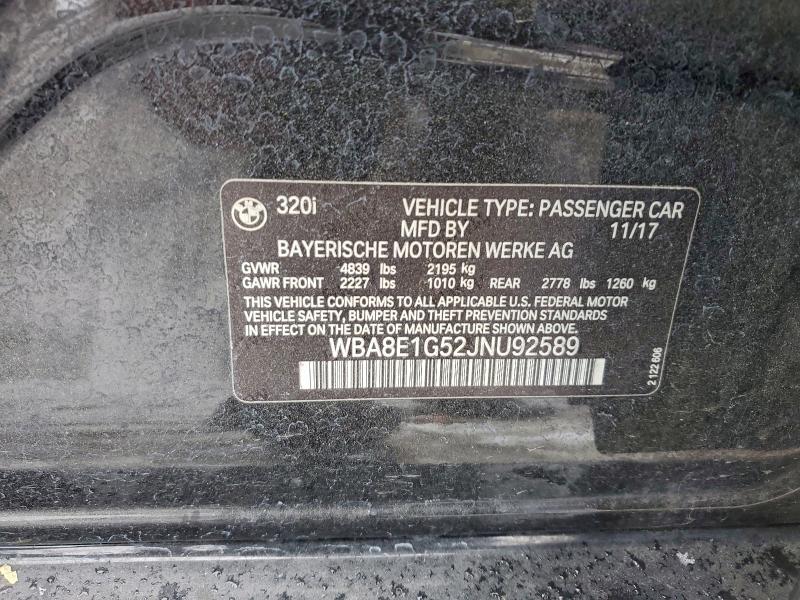 320i VEHICLE TYPE: PASSENGER CAR
MFD BY 11/17
BAYERISCHE MOTOREN WERKE AG
GVWR 4839 lbs 2195 kg
GAWR FRONT 2227 lbs 1010 kg REAR 2778 lbs 1260 kg
THIS VEHICLE CONFORMS TO ALL APPLICABLE U.S. FEDERAL MOTOR
VEHICLE SAFETY, BUMPER AND THEFT PREVENTION STANDARDS
IN EFFECT ON THE DATE OF MANUFACTURE SHOWN ABOVE.
WBA8E1G52JNU92589
2 122 606